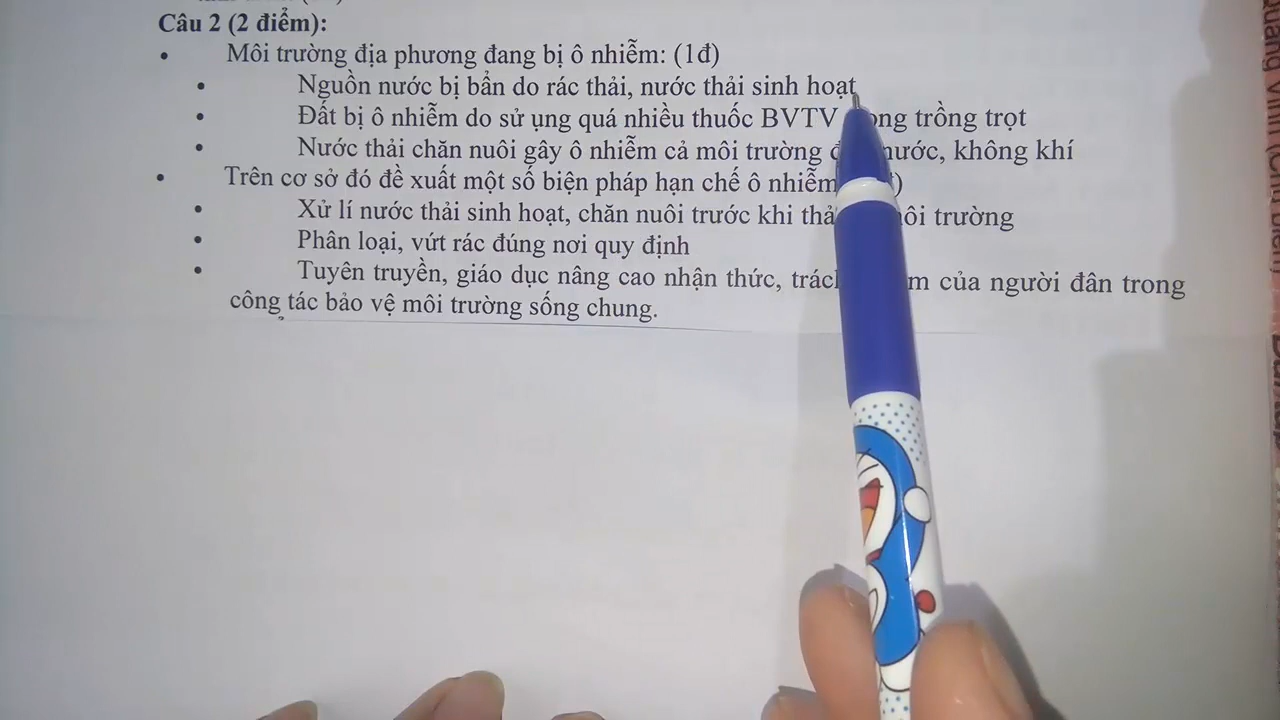 Câu 2 (2 điểm):
• Môi trường địa phương đang bị ô nhiễm: (1đ)
• Nguồn nước bị bẩn do rác thải, nước thải sinh hoạt
• Đất bị ô nhiễm do sử ụng quá nhiều thuốc BVTV trồng trọt
• Nước thải chăn nuôi gây ô nhiễm cả môi trường nước, không khí
• Trên cơ sở đó đề xuất một số biện pháp hạn chế ô nhiễm
• Xử lí nước thải sinh hoạt, chăn nuôi trước khi
• Phân loại, vứt rác đúng nơi quy định
• Tuyên truyền, giáo dục nâng cao nhận thức, của người đân trong
công tác bảo vệ môi trường sống chung.